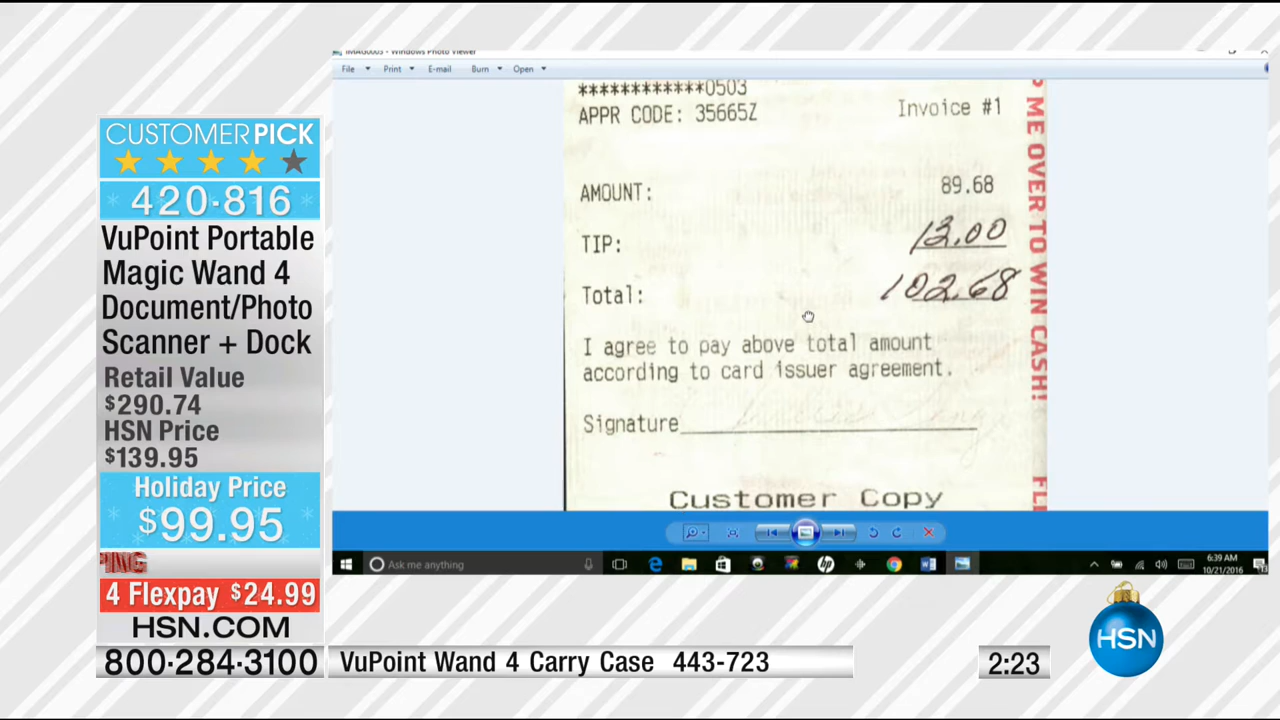 CUSTOMER PICK
420-816
VuPoint Portable
Magic Wand 4
Document/Photo
Scanner + Dock
Retail Value
$290.74
HSN Price
$139.95
Holiday Price
$99.95
4 Flexpay $24.99
HSN.COM
800-284-3100
VuPoint Wand 4 Carry Case 443-723
2:23
HSN
IMAG0005 - Windows Photo Viewer
File
Print
E-mail
Burn
Open
************0503
APPR CODE: 35665Z
Invoice #1
AMOUNT: 89.68
TIP: 13.00
Total: 102.68
I agree to pay above total amount
according to card issuer agreement.
Signature
Customer Copy
ME OVER TO WIN CASH!
Ask me anything
6:39 AM
10/21/2016